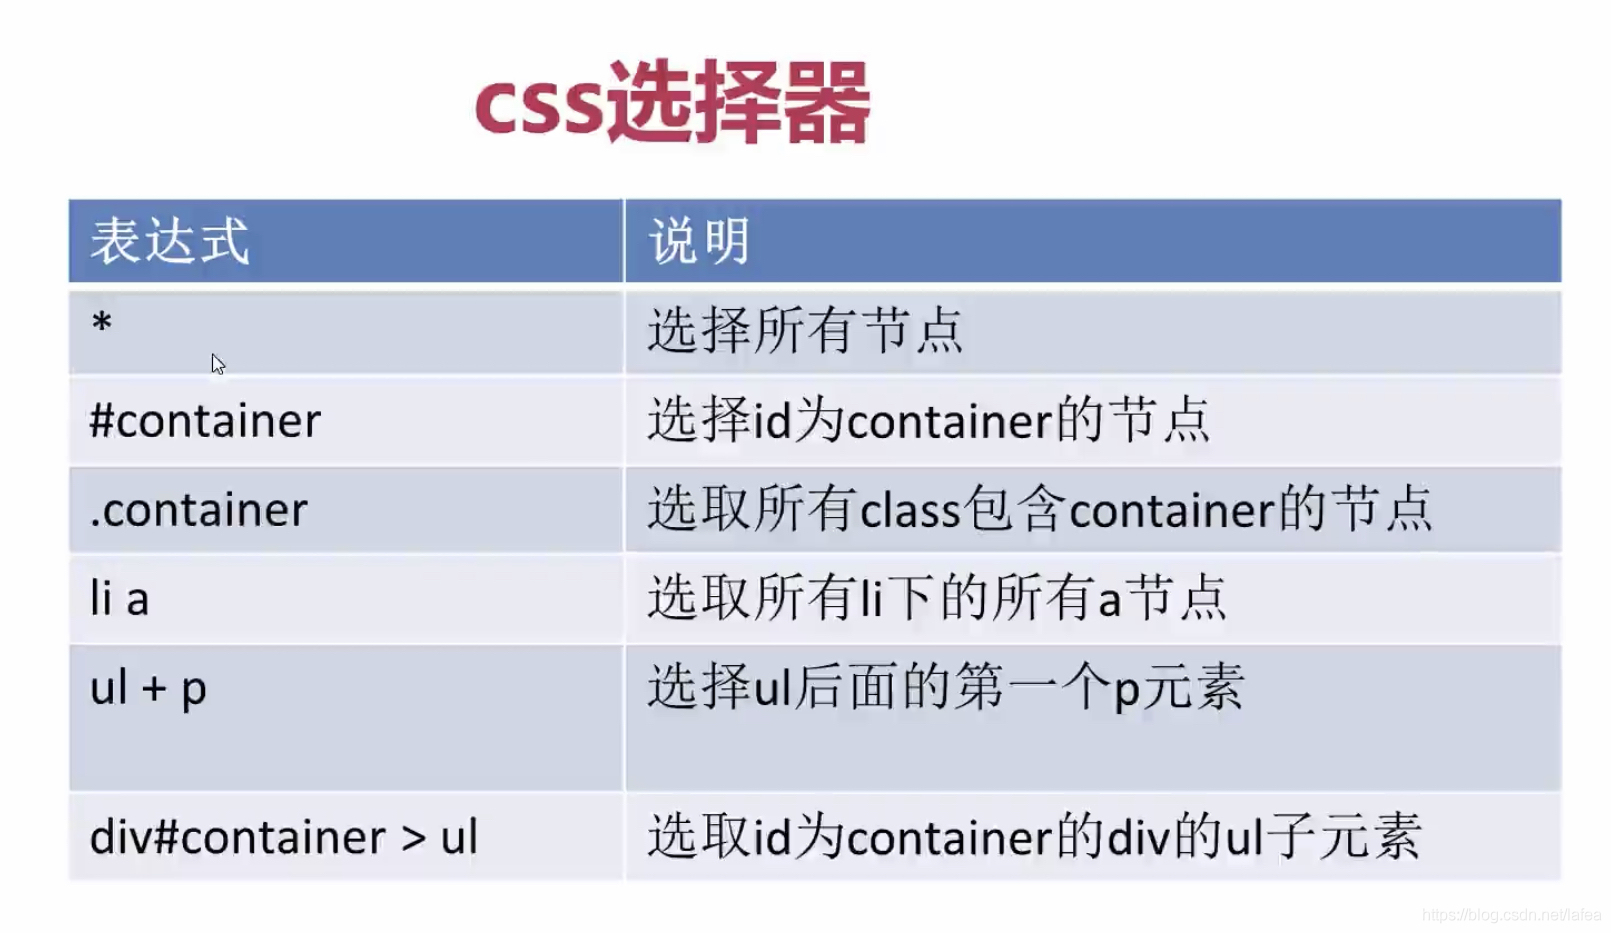 css选择器
表达式 说明
* 选择所有节点
#container 选择id为container的节点
.container 选取所有class包含container的节点
li a 选取所有li下的所有a节点
ul + p 选择ul后面的第一个p元素
div#container > ul 选取id为container的div的ul子元素
https://blog.csdn.net/lafea